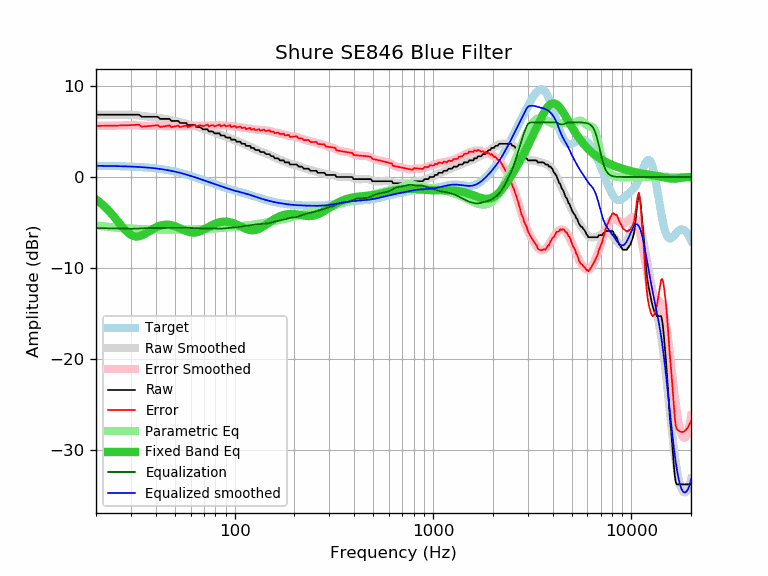 Shure SE846 Blue Filter
Amplitude (dBr)
10
0
−10
−20
−30
Target
Raw Smoothed
Error Smoothed
Raw
Error
Parametric Eq
Fixed Band Eq
Equalization
Equalized smoothed
100
1000
10000
Frequency (Hz)